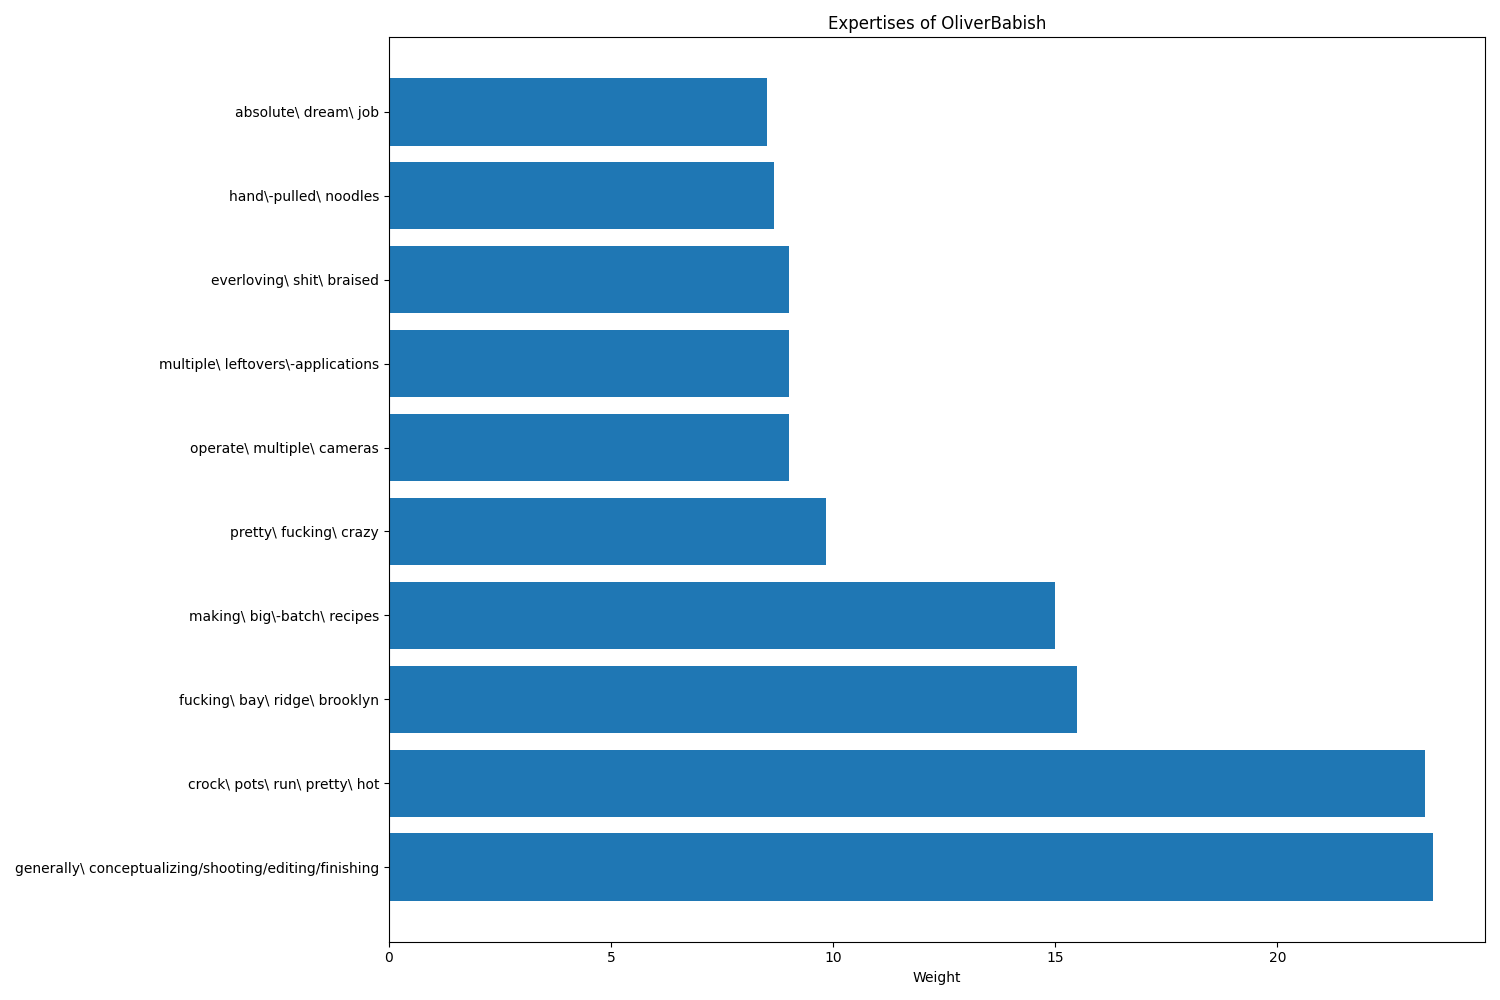 Expertises of OliverBabish
absolute\ dream\ job
hand\-pulled\ noodles
everloving\ shit\ braised
multiple\ leftovers\-applications
operate\ multiple\ cameras
pretty\ fucking\ crazy
making\ big\-batch\ recipes
fucking\ bay\ ridge\ brooklyn
crock\ pots\ run\ pretty\ hot
generally\ conceptualizing/shooting/editing/finishing
0 5 10 15 20
Weight